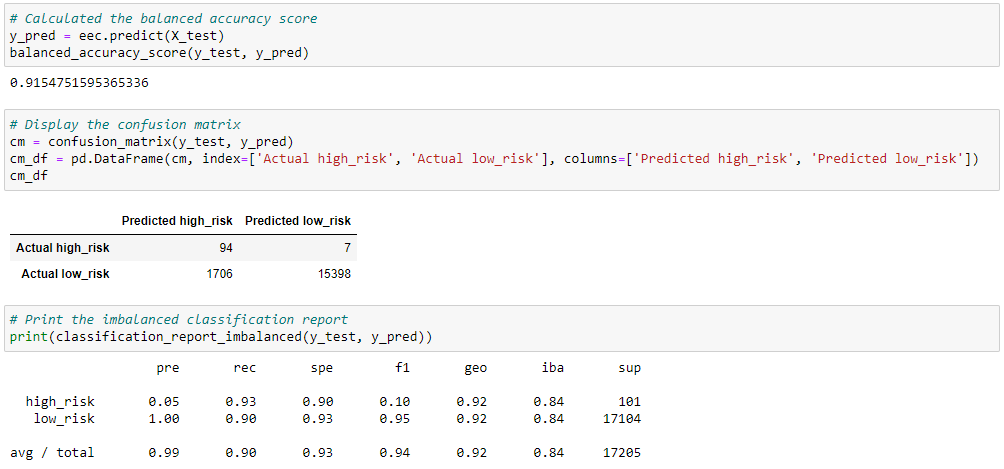 # Calculated the balanced accuracy score
y_pred = eec.predict(X_test)
balanced_accuracy_score(y_test, y_pred)
0.9154751595365336
# Display the confusion matrix
cm = confusion_matrix(y_test, y_pred)
cm_df = pd.DataFrame(cm, index=['Actual high_risk', 'Actual low_risk'], columns=['Predicted high_risk', 'Predicted low_risk'])
cm_df
Predicted high_risk Predicted low_risk
Actual high_risk 94 7
Actual low_risk 1706 15398
# Print the imbalanced classification report
print(classification_report_imbalanced(y_test, y_pred))
pre rec spe f1 geo iba sup
high_risk 0.05 0.93 0.90 0.10 0.92 0.84 101
low_risk 1.00 0.90 0.93 0.95 0.92 0.84 17104
avg / total 0.99 0.90 0.93 0.94 0.92 0.84 17205